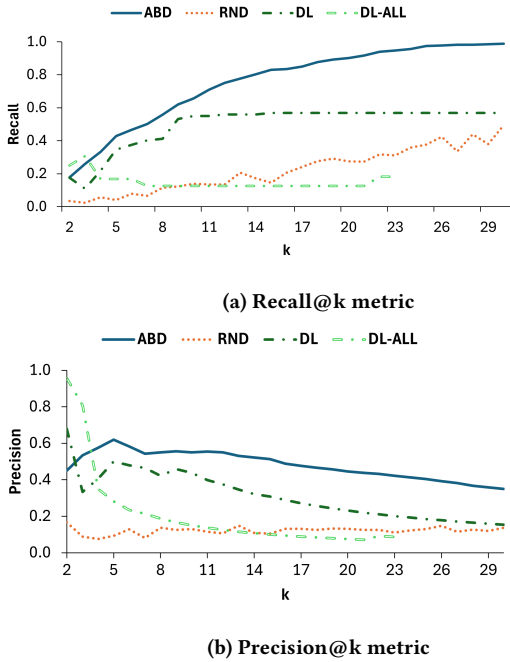 ABD RND DL DL-ALL
1.0
0.8
0.6
0.4
0.2
0.0
Recall
2 5 8 11 14 17 20 23 26 29
k
(a) Recall@k metric
ABD RND DL DL-ALL
1.0
0.8
0.6
0.4
0.2
0.0
Precision
2 5 8 11 14 17 20 23 26 29
k
(b) Precision@k metric